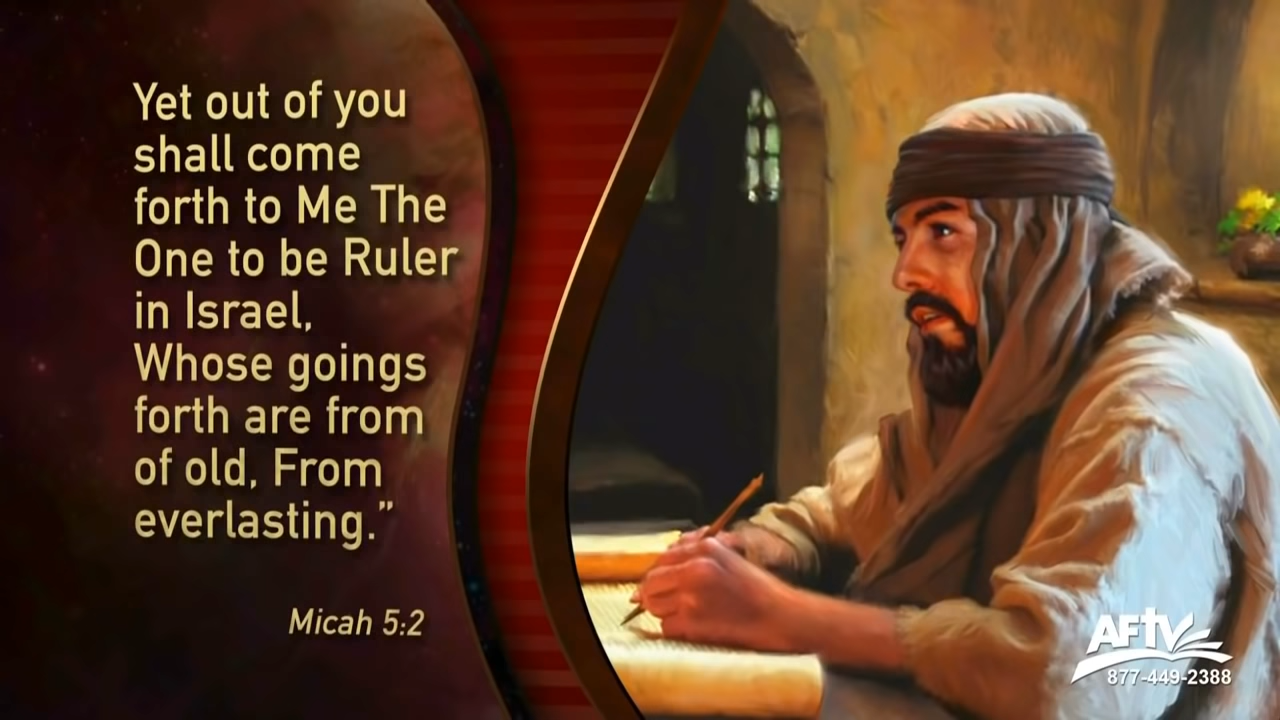 Yet out of you
shall come
forth to Me The
One to be Ruler
in Israel,
Whose goings
forth are from
of old, From
everlasting.”
Micah 5:2
AFTV
877-449-2388